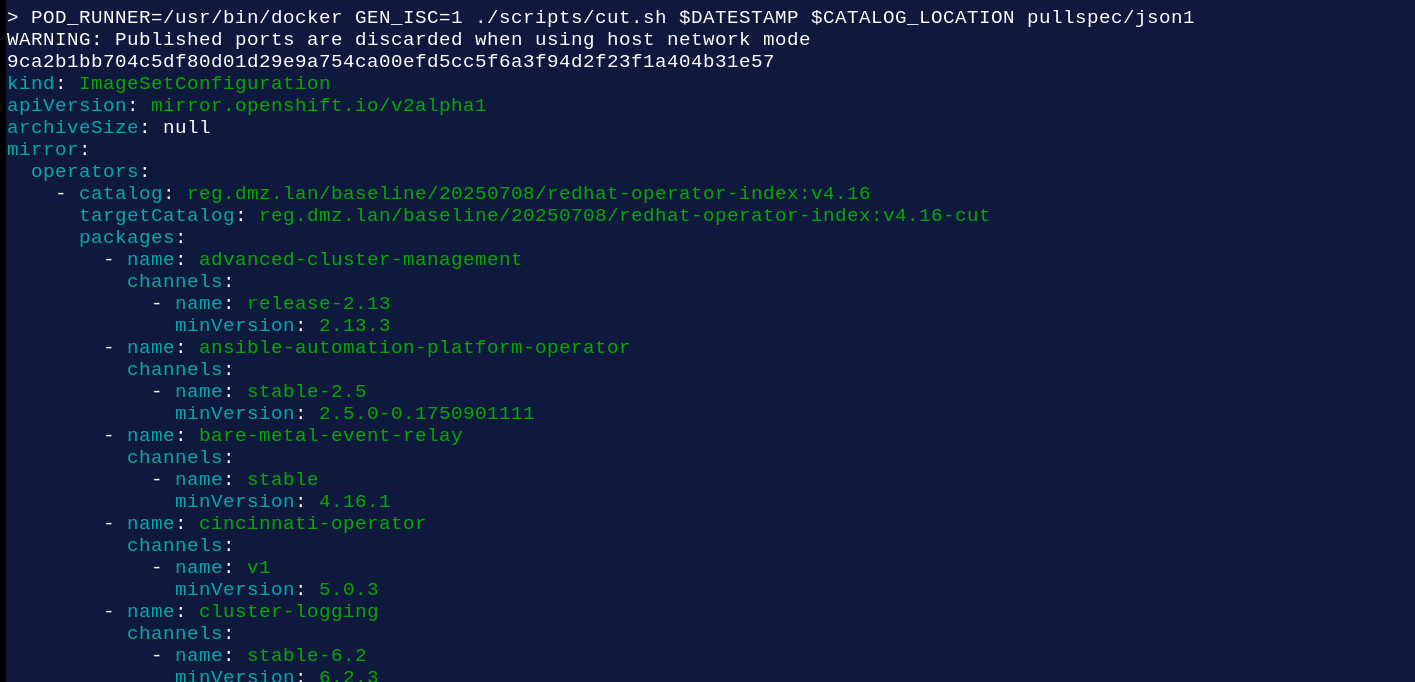 > POD_RUNNER=/usr/bin/docker GEN_ISC=1 ./scripts/cut.sh $DATESTAMP $CATALOG_LOCATION pullspec/json1
WARNING: Published ports are discarded when using host network mode
9ca2b1bb704c5df80d01d29e9a754ca00efd5cc5f6a3f94d2f23f1a404b31e57
kind: ImageSetConfiguration
apiVersion: mirror.openshift.io/v2alpha1
archiveSize: null
mirror:
  operators:
    - catalog: reg.dmz.lan/baseline/20250708/redhat-operator-index:v4.16
      targetCatalog: reg.dmz.lan/baseline/20250708/redhat-operator-index:v4.16-cut
      packages:
        - name: advanced-cluster-management
          channels:
            - name: release-2.13
              minVersion: 2.13.3
        - name: ansible-automation-platform-operator
          channels:
            - name: stable-2.5
              minVersion: 2.5.0-0.1750901111
        - name: bare-metal-event-relay
          channels:
            - name: stable
              minVersion: 4.16.1
        - name: cincinnati-operator
          channels:
            - name: v1
              minVersion: 5.0.3
        - name: cluster-logging
          channels:
            - name: stable-6.2
              minVersion: 6.2.3